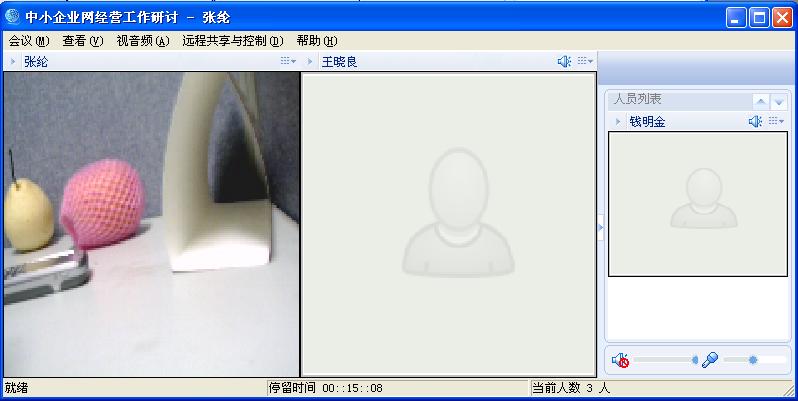 中小企业网经营工作研讨 - 张纶
会议(M) 查看(V) 视音频(A) 远程共享与控制(D) 帮助(H)
张纶
王晓良
人员列表
钱明金
就绪
停留时间 00::15::08
当前人数 3 人